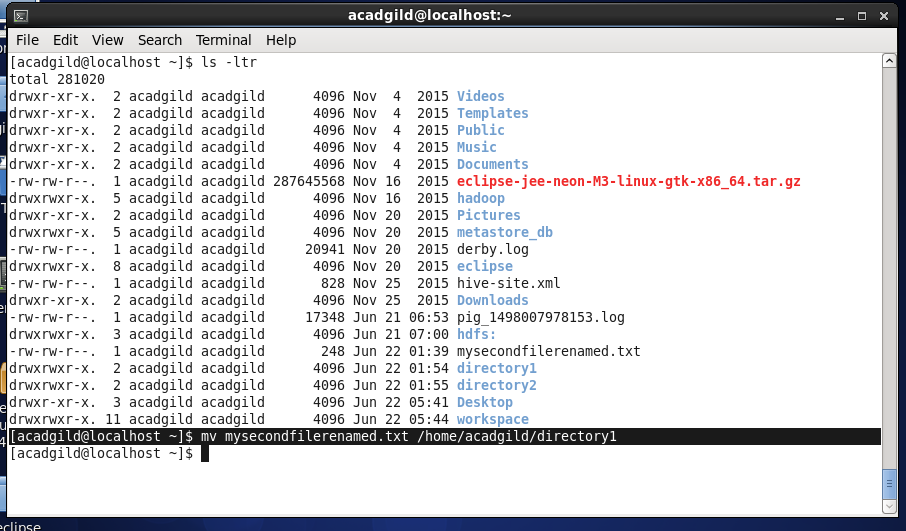 acadgild@localhost:~
File Edit View Search Terminal Help
[acadgild@localhost ~]$ ls -ltr
total 281020
drwxr-xr-x.  2 acadgild acadgild      4096 Nov  4  2015 Videos
drwxr-xr-x.  2 acadgild acadgild      4096 Nov  4  2015 Templates
drwxr-xr-x.  2 acadgild acadgild      4096 Nov  4  2015 Public
drwxr-xr-x.  2 acadgild acadgild      4096 Nov  4  2015 Music
drwxr-xr-x.  2 acadgild acadgild      4096 Nov  4  2015 Documents
-rw-rw-r--.  1 acadgild acadgild 287645568 Nov 16  2015 eclipse-jee-neon-M3-linux-gtk-x86_64.tar.gz
drwxrwxr-x.  5 acadgild acadgild      4096 Nov 16  2015 hadoop
drwxr-xr-x.  2 acadgild acadgild      4096 Nov 20  2015 Pictures
drwxrwxr-x.  5 acadgild acadgild      4096 Nov 20  2015 metastore_db
-rw-rw-r--.  1 acadgild acadgild     20941 Nov 20  2015 derby.log
drwxrwxr-x.  8 acadgild acadgild      4096 Nov 20  2015 eclipse
-rw-rw-r--.  1 acadgild acadgild       828 Nov 25  2015 hive-site.xml
drwxr-xr-x.  2 acadgild acadgild      4096 Nov 25  2015 Downloads
-rw-rw-r--.  1 acadgild acadgild     17348 Jun 21 06:53 pig_1498007978153.log
drwxrwxr-x.  3 acadgild acadgild      4096 Jun 21 07:00 hdfs:
-rw-rw-r--.  1 acadgild acadgild       248 Jun 22 01:39 mysecondfilerenamed.txt
drwxrwxr-x.  2 acadgild acadgild      4096 Jun 22 01:54 directory1
drwxrwxr-x.  2 acadgild acadgild      4096 Jun 22 01:55 directory2
drwxr-xr-x.  3 acadgild acadgild      4096 Jun 22 05:41 Desktop
drwxrwxr-x. 11 acadgild acadgild      4096 Jun 22 05:44 workspace
[acadgild@localhost ~]$ mv mysecondfilerenamed.txt /home/acadgild/directory1
[acadgild@localhost ~]$
eclipse